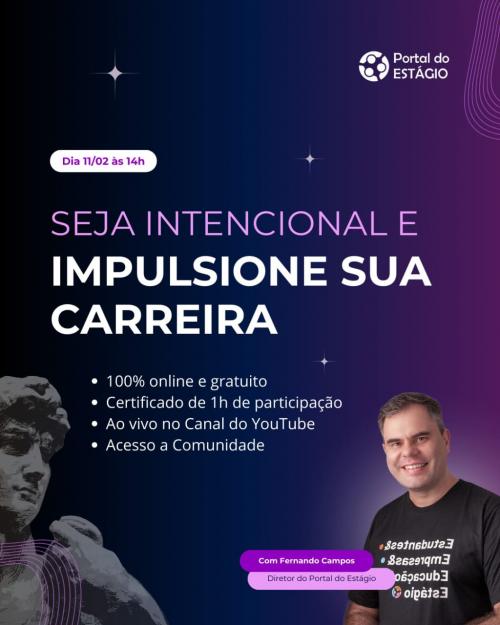 Portal do
ESTÁGIO
Dia 11/02 às 14h
SEJA INTENCIONAL E
IMPULSIONE SUA
CARREIRA
• 100% online e gratuito
• Certificado de 1h de participação
• Ao vivo no Canal do YouTube
• Acesso a Comunidade
Estudantes&
Empresas&
Educação
Estágio
Com Fernando Campos
Diretor do Portal do Estágio